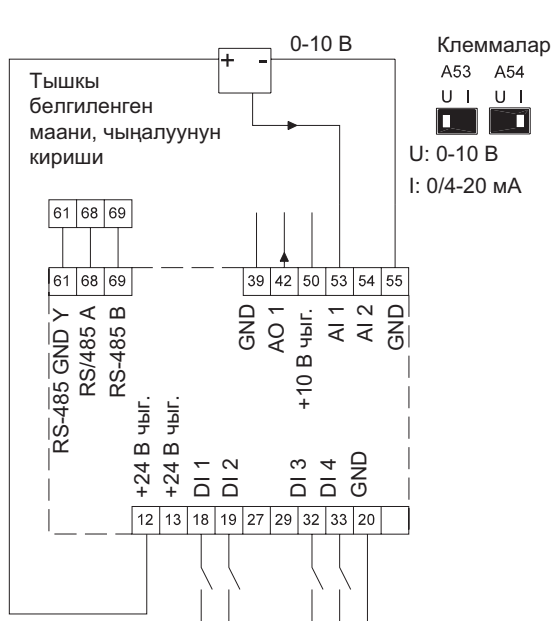 + - 0-10 В
Тышкы
белгиленген
маани, чыңалуунун
кириши
Клеммалар
A53 A54
U I U I
U: 0-10 В
I: 0/4-20 мА
61 68 69
61 68 69
39 42 50 53 54 55
RS-485 GND Y
RS/485 A
RS-485 B
GND
AO 1
+10 В чыг.
AI 1
AI 2
GND
+24 В чыг.
+24 В чыг.
DI 1
DI 2
DI 3
DI 4
GND
12 13 18 19 27 29 32 33 20